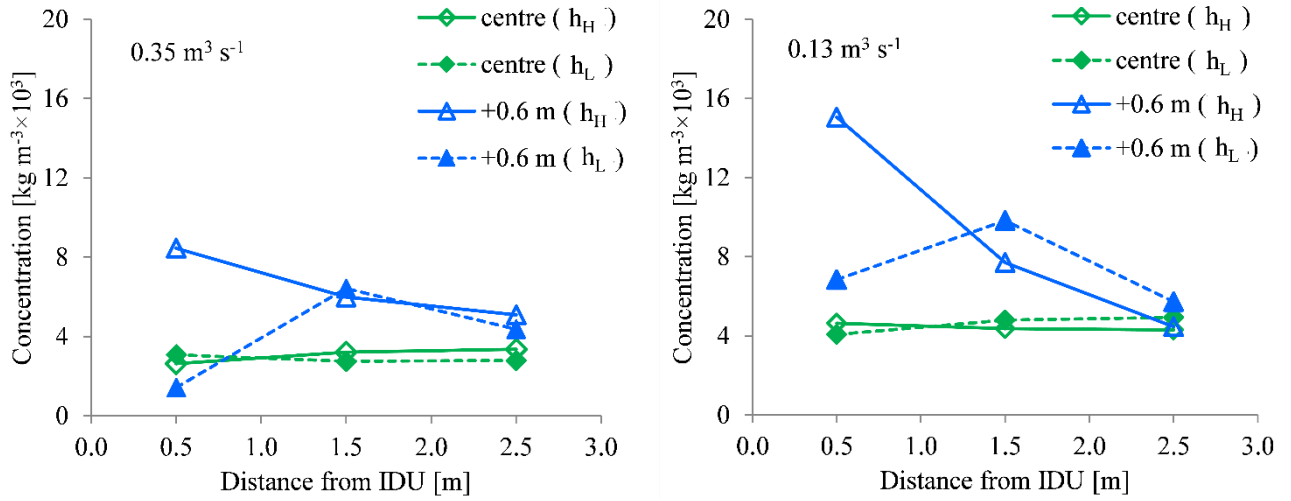 20
16
12
8
4
0
Concentration [kg m⁻³×10³]
0.35 m³ s⁻¹
centre ( h_H )
centre ( h_L )
+0.6 m ( h_H )
+0.6 m ( h_L )
0.0 0.5 1.0 1.5 2.0 2.5 3.0
Distance from IDU [m]
20
16
12
8
4
0
Concentration [kg m⁻³×10³]
0.13 m³ s⁻¹
centre ( h_H )
centre ( h_L )
+0.6 m ( h_H )
+0.6 m ( h_L )
0.0 0.5 1.0 1.5 2.0 2.5 3.0
Distance from IDU [m]